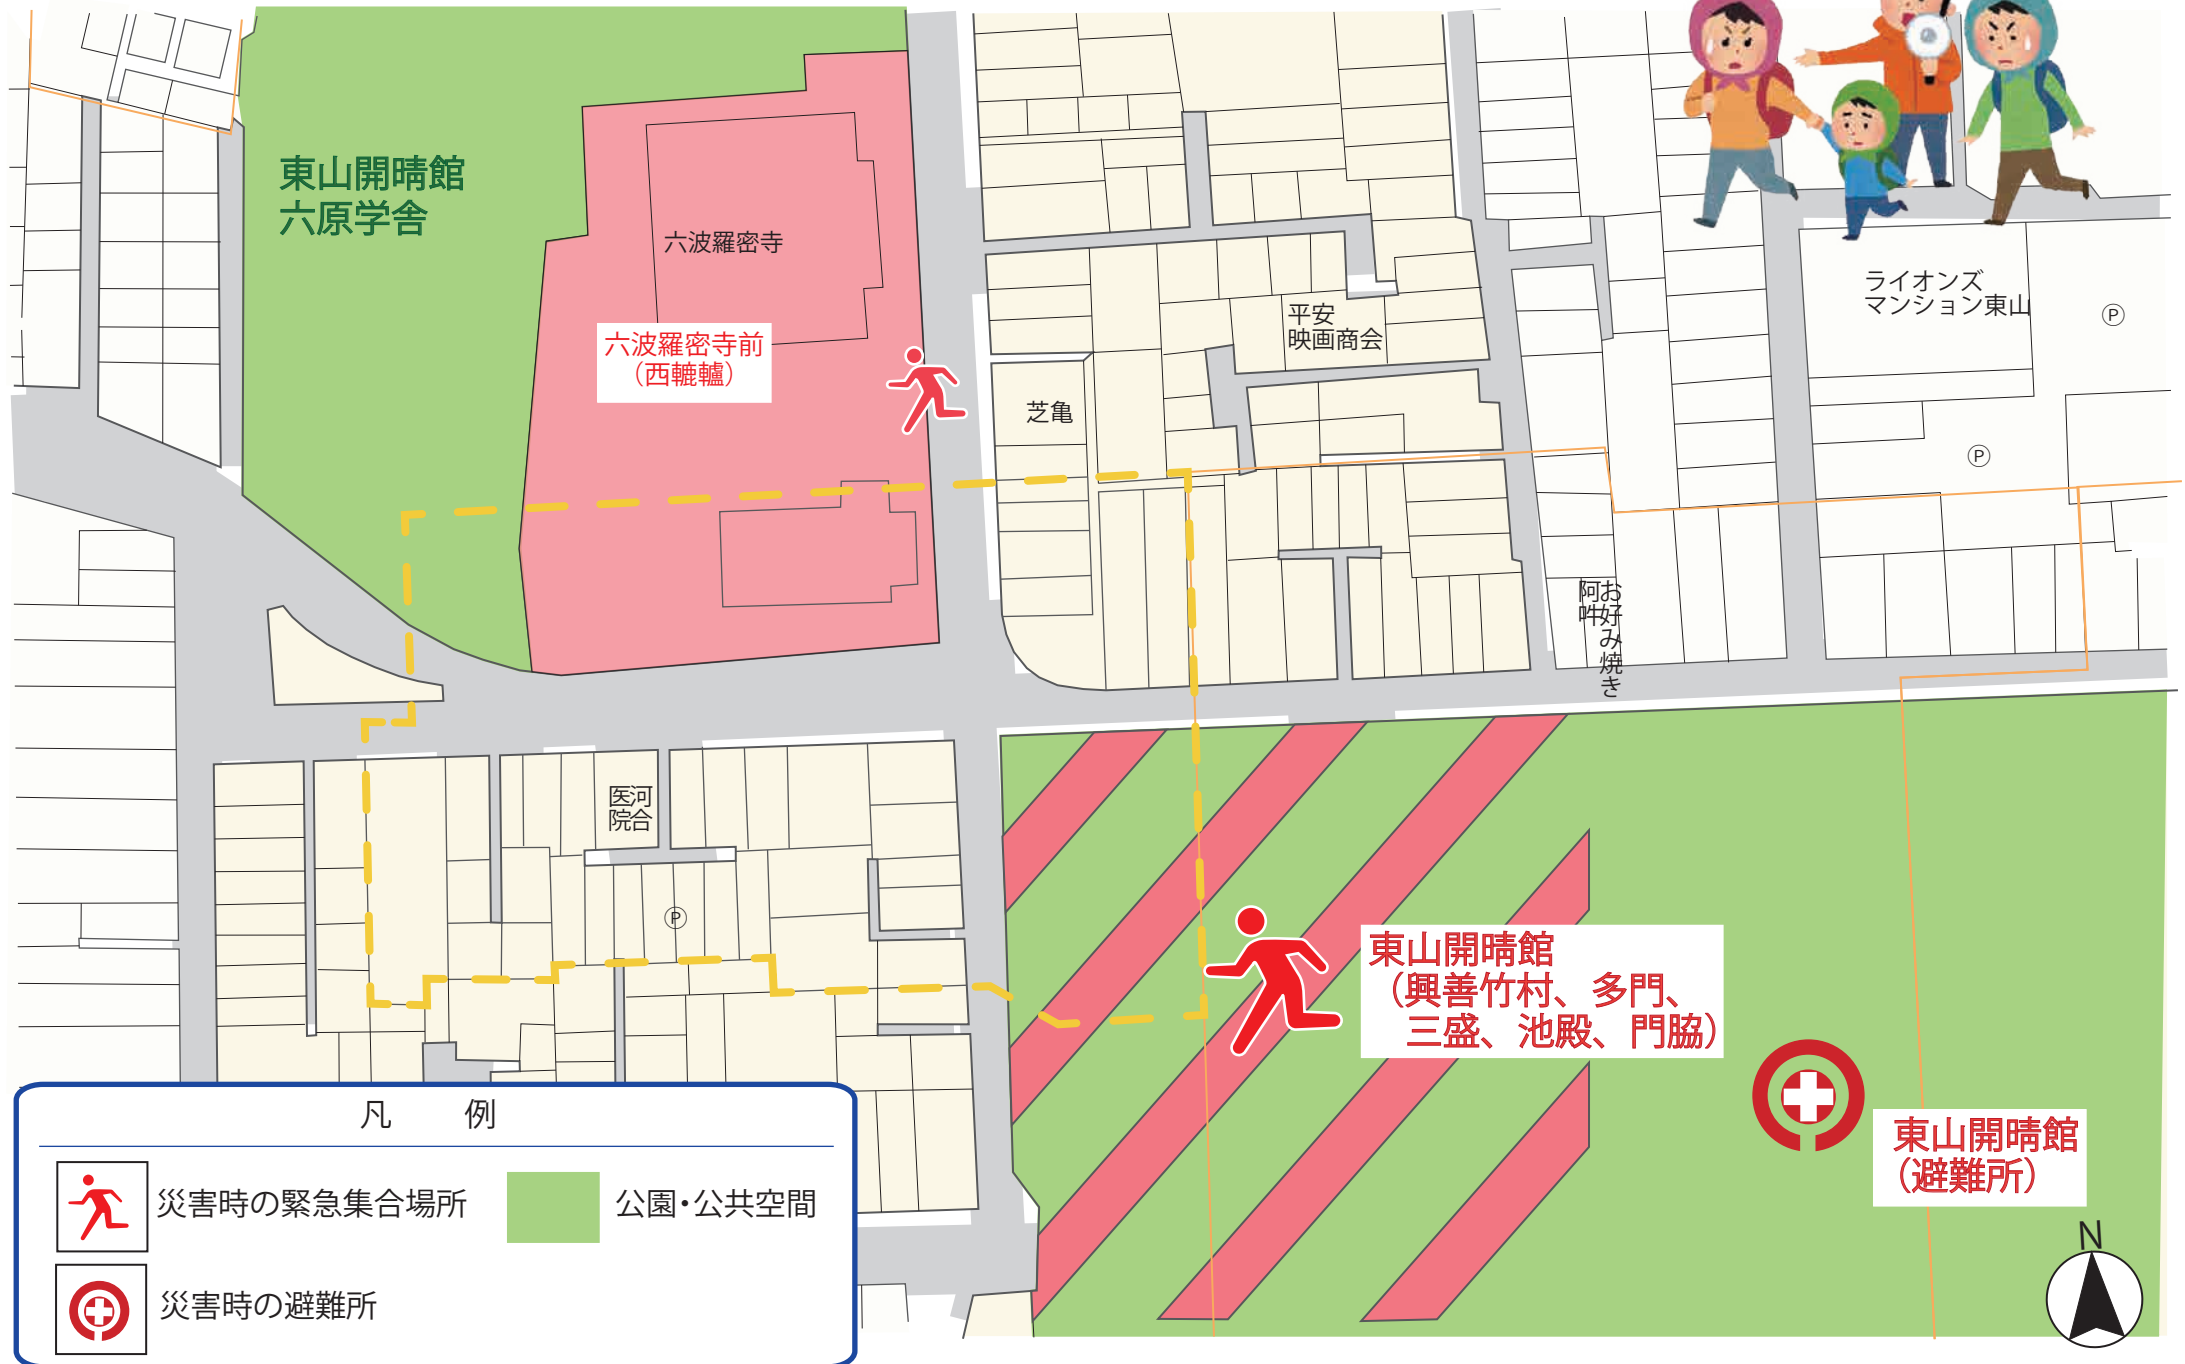 東山開晴館
六原学舎
六波羅密寺
六波羅密寺前
（西轆轤）
平安
映画商会
芝亀
ライオンズ
マンション東山
Ⓟ
Ⓟ
お好み焼き
阿吽
河合
医院
Ⓟ
東山開晴館
（興善竹村、多門、
三盛、池殿、門脇）
東山開晴館
（避難所）
N
凡　例
災害時の緊急集合場所
公園・公共空間
災害時の避難所